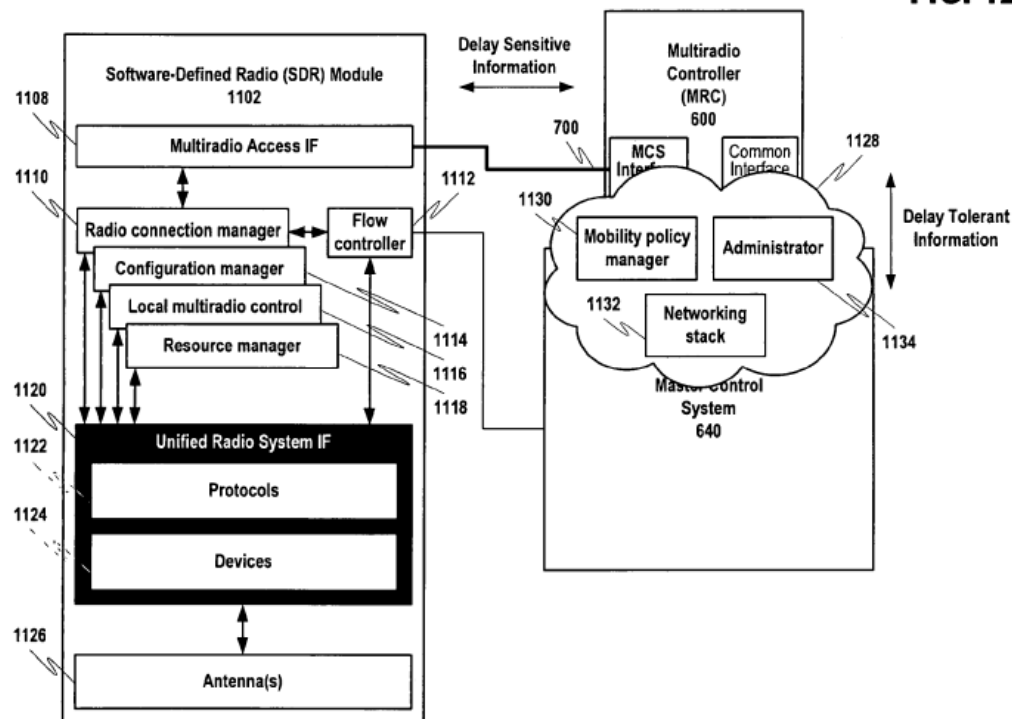 FIG. 12
Software-Defined Radio (SDR) Module
1102
1108
Multiradio Access IF
1110
Radio connection manager
1112
Flow
controller
Configuration manager
Local multiradio control
Resource manager
1114
1116
1118
1120
Unified Radio System IF
1122
Protocols
1124
Devices
1126
Antenna(s)
Delay Sensitive
Information
700
Multiradio
Controller
(MRC)
600
MCS
Common
Interface
1128
1130
Mobility policy
manager
Administrator
Delay Tolerant
Information
1132
Networking
stack
1134
Control
System
640